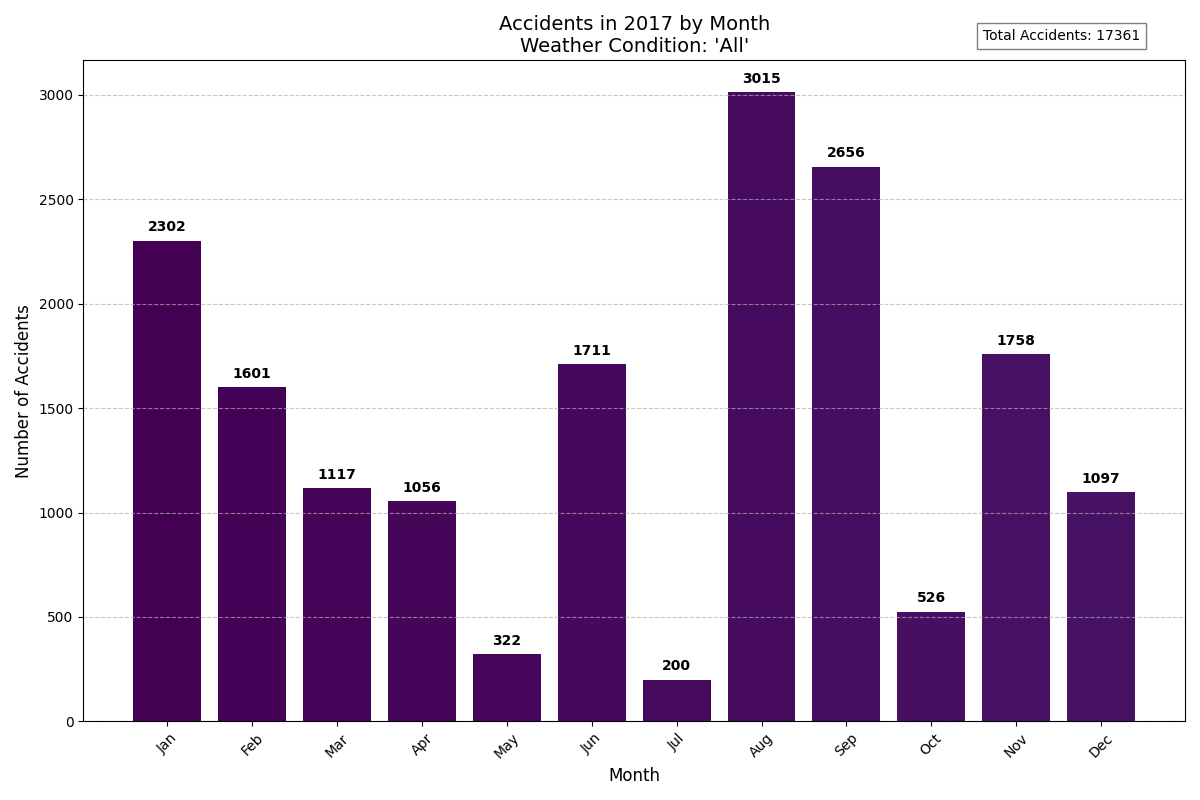 Accidents in 2017 by Month
Weather Condition: 'All'
Total Accidents: 17361
Number of Accidents
3000
2500
2000
1500
1000
500
0
2302
1601
1117
1056
322
1711
200
3015
2656
526
1758
1097
Jan
Feb
Mar
Apr
May
Jun
Jul
Aug
Sep
Oct
Nov
Dec
Month